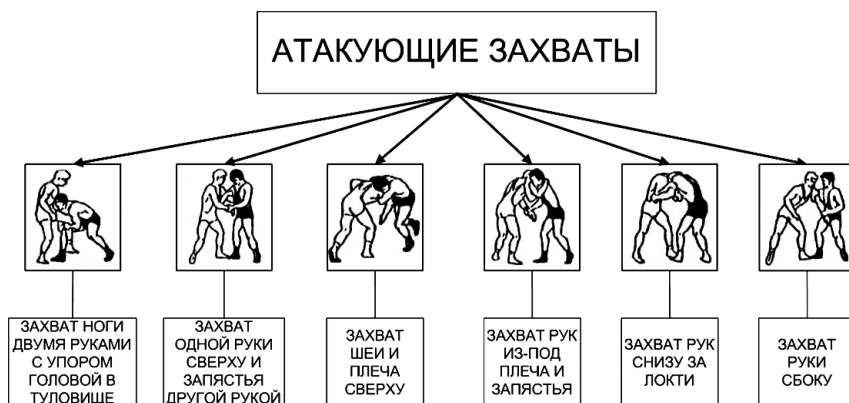 АТАКУЮЩИЕ ЗАХВАТЫ
ЗАХВАТ НОГИ
ДВУМЯ РУКАМИ
С УПОРОМ
ГОЛОВОЙ В
ТУЛОВИЩЕ
ЗАХВАТ
ОДНОЙ РУКИ
СВЕРХУ И
ЗАПЯСТЬЯ
ДРУГОЙ РУКОЙ
ЗАХВАТ
ШЕИ И
ПЛЕЧА
СВЕРХУ
ЗАХВАТ РУК
ИЗ-ПОД
ПЛЕЧА И
ЗАПЯСТЬЯ
ЗАХВАТ РУК
СНИЗУ ЗА
ЛОКТИ
ЗАХВАТ
РУКИ
СБОКУ